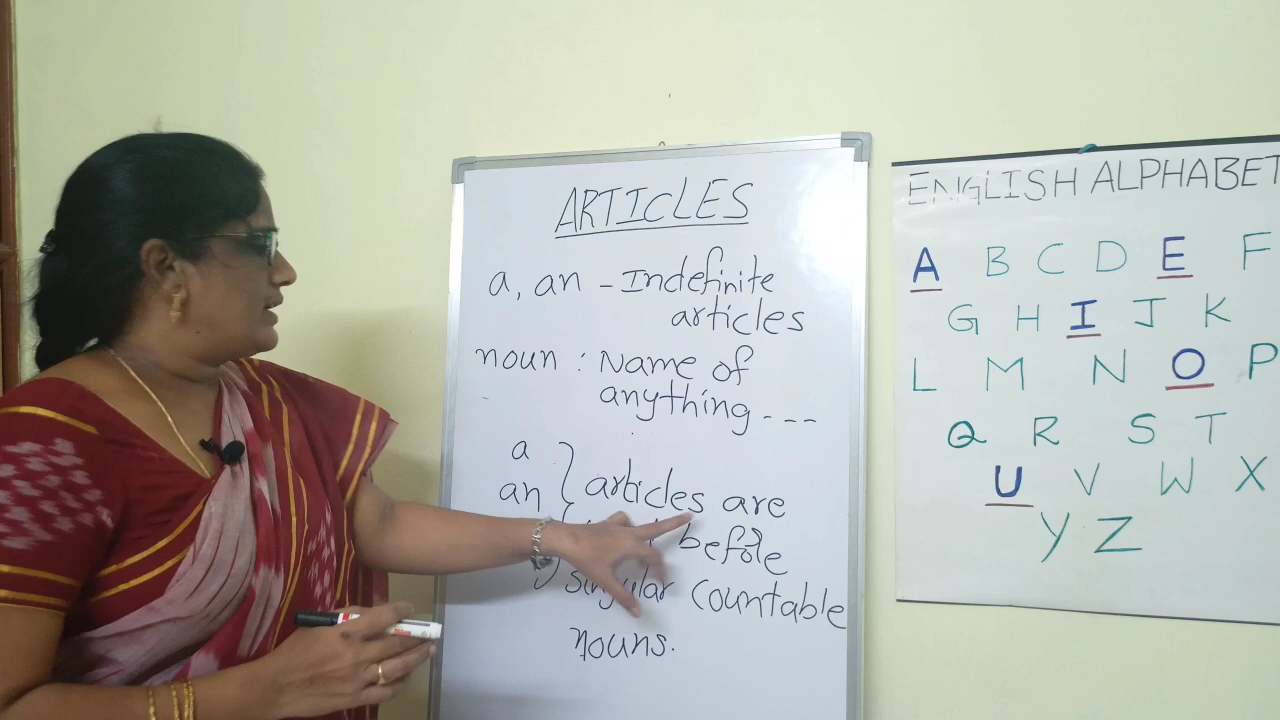 ARTICLES
a, an - Indefinite
articles
noun : Name of
anything - - -
a
an } articles are
before
singular countable
nouns.
ENGLISH ALPHABET
A B C D E F
G H I J K
L M N O P
Q R S T
U V W X
Y Z